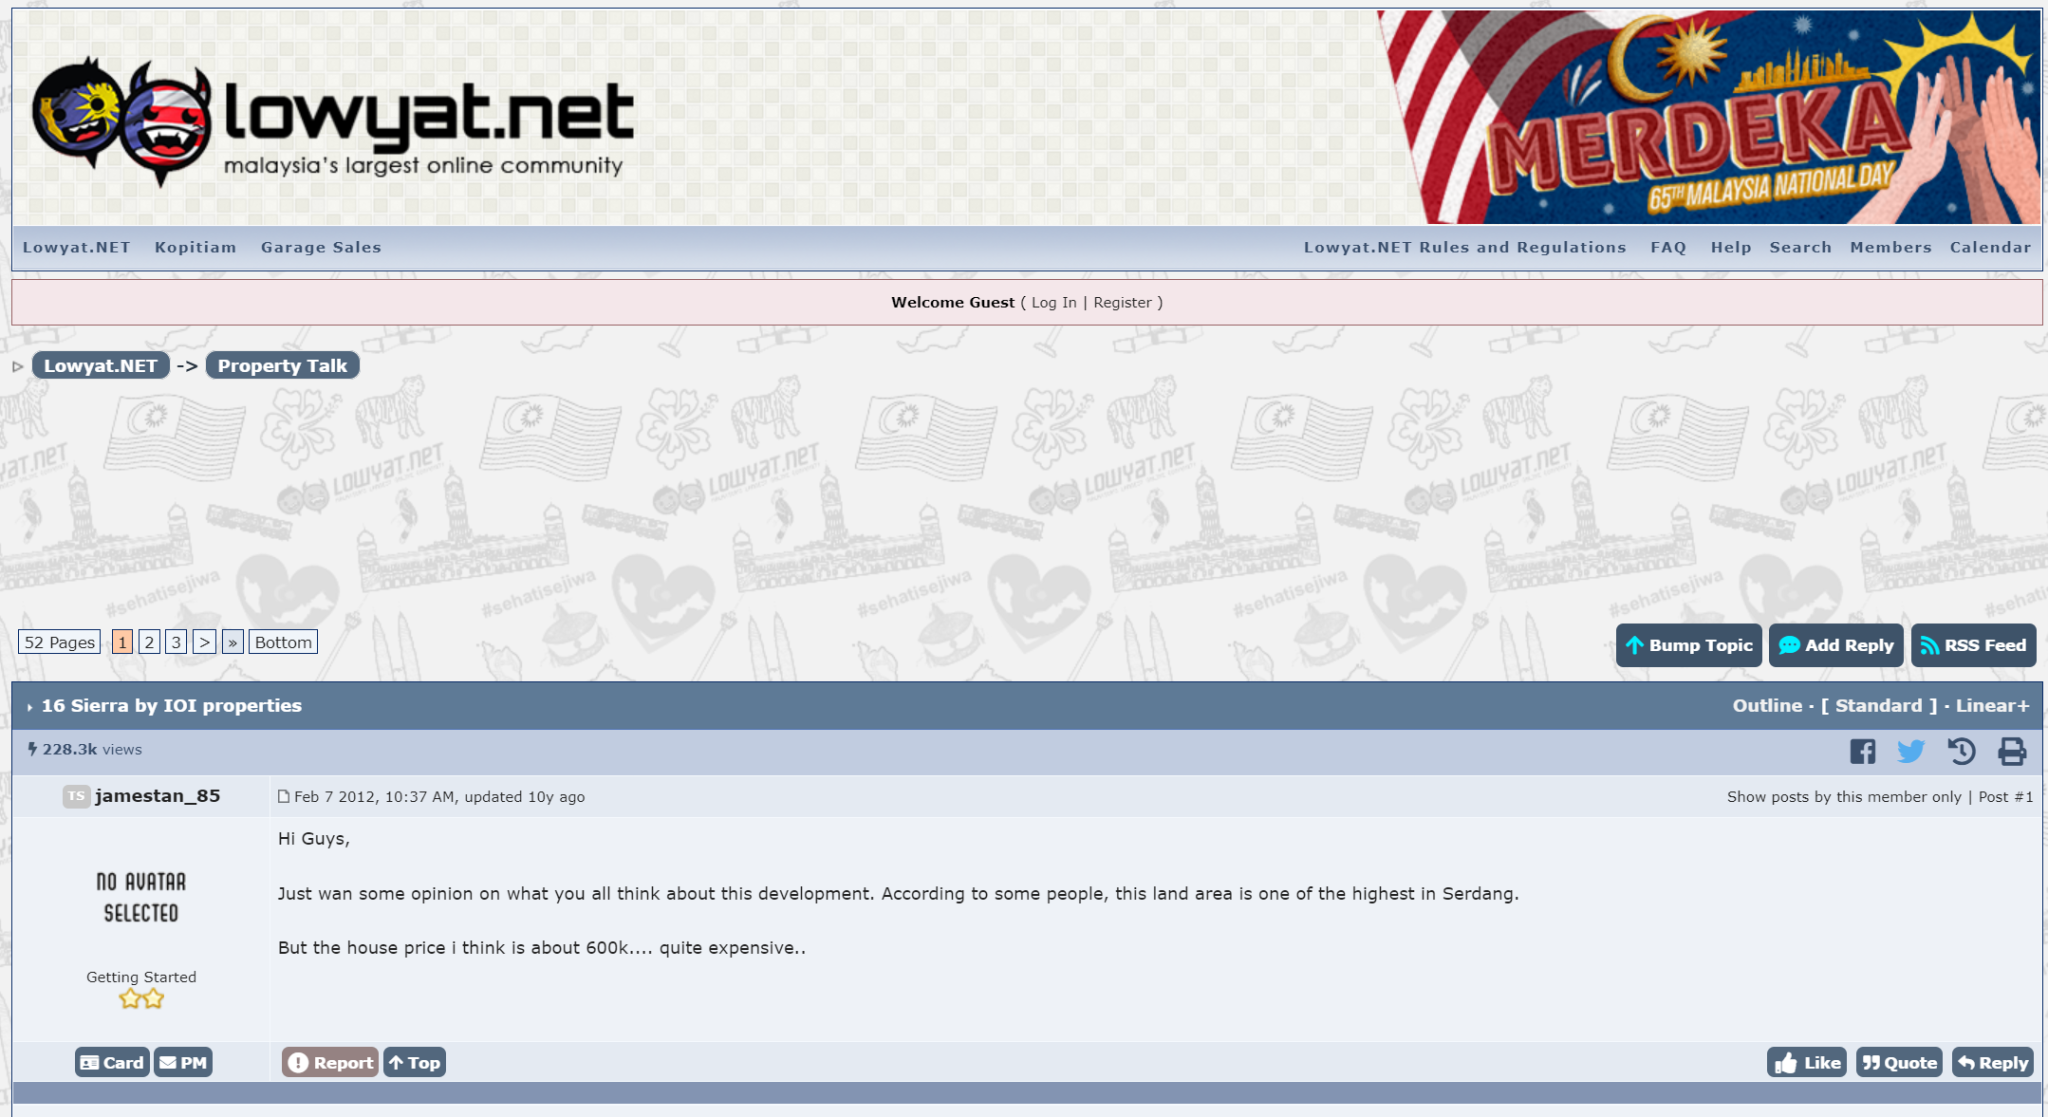 lowyat.net
malaysia's largest online community
MERDEKA
65TH MALAYSIA NATIONAL DAY
Lowyat.NET Kopitiam Garage Sales Lowyat.NET Rules and Regulations FAQ Help Search Members Calendar
Welcome Guest ( Log In | Register )
Lowyat.NET -> Property Talk
LOWYAT.NET
#sehatisejiwa
52 Pages 1 2 3 > » Bottom Bump Topic Add Reply RSS Feed
16 Sierra by IOI properties Outline · [ Standard ] · Linear+
228.3k views
TS jamestan_85 Feb 7 2012, 10:37 AM, updated 10y ago Show posts by this member only | Post #1
Hi Guys,
NO AVATAR
SELECTED
Just wan some opinion on what you all think about this development. According to some people, this land area is one of the highest in Serdang.
But the house price i think is about 600k.... quite expensive..
Getting Started
Card PM Report Top Like Quote Reply